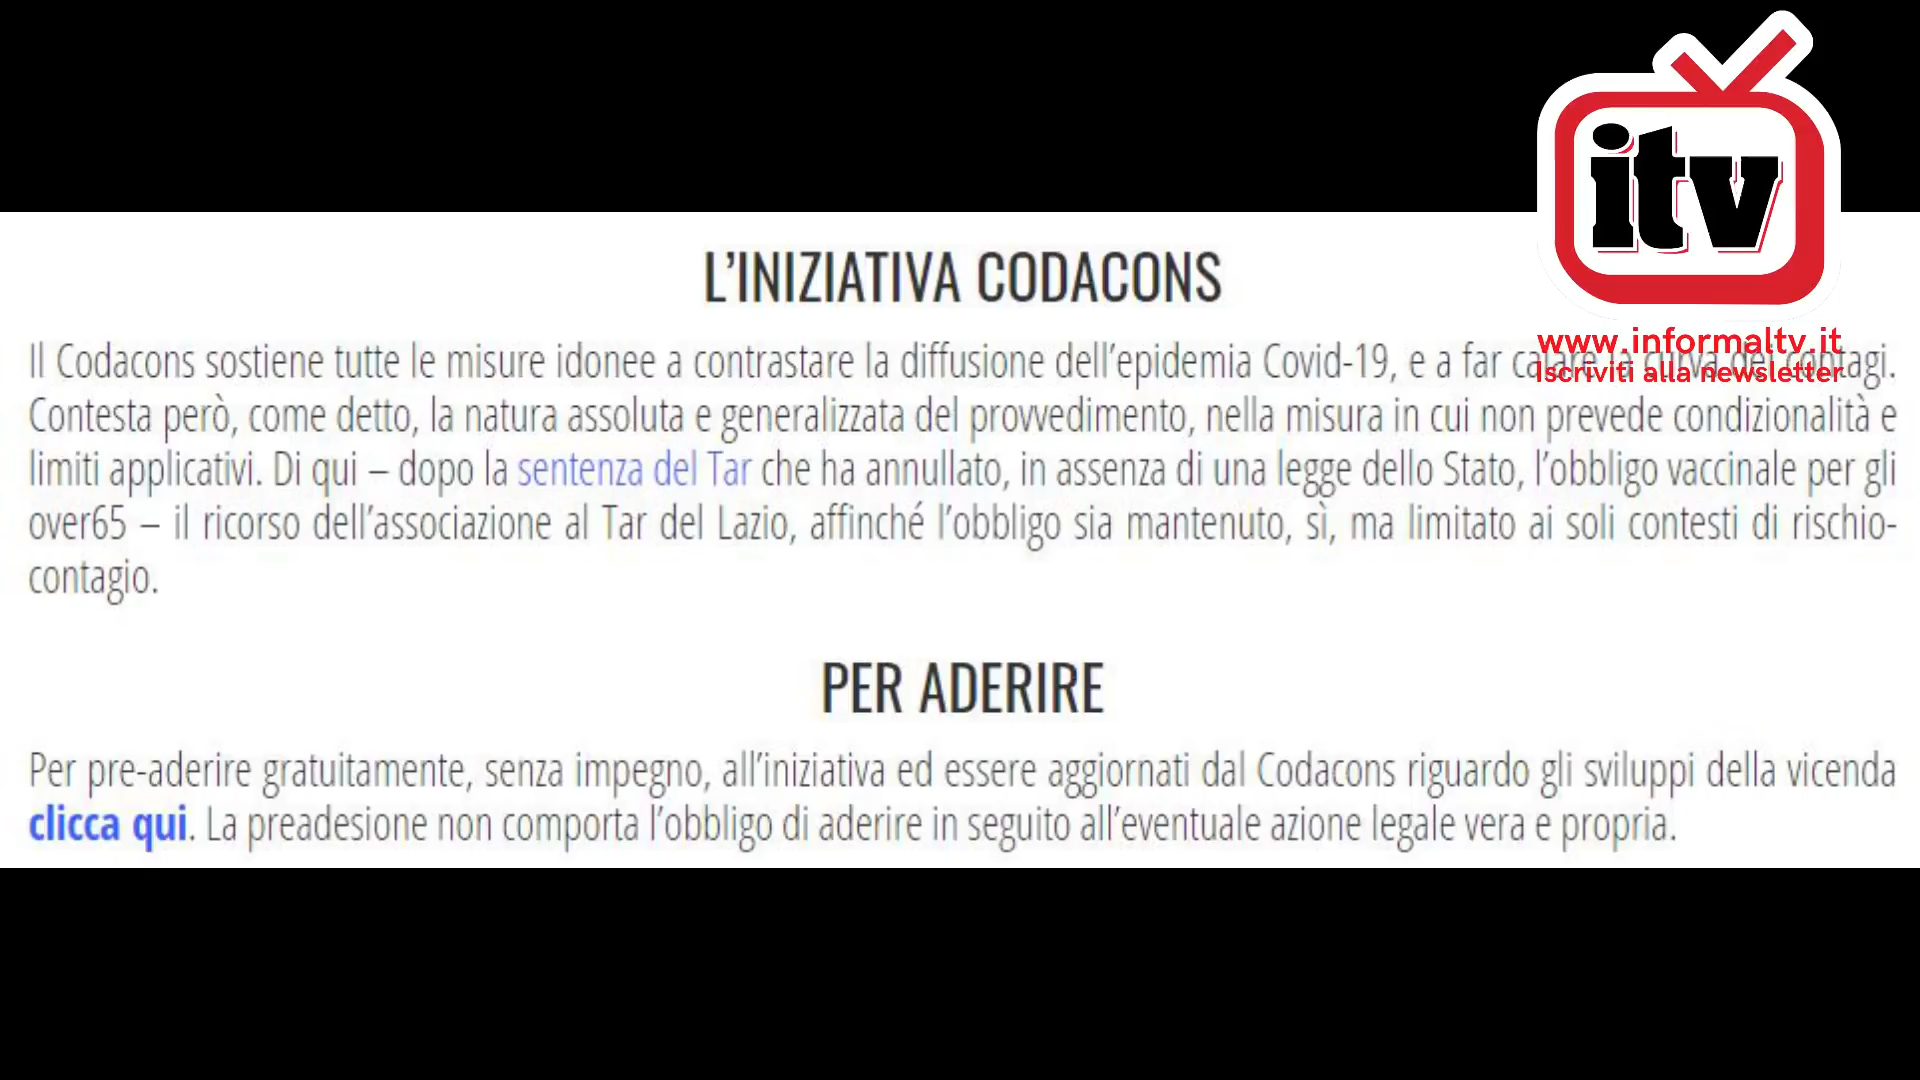 itv
www.informaltv.it
Iscriviti alla newsletter
L'INIZIATIVA CODACONS
Il Codacons sostiene tutte le misure idonee a contrastare la diffusione dell'epidemia Covid-19, e a far calare la curva dei contagi.
Contesta però, come detto, la natura assoluta e generalizzata del provvedimento, nella misura in cui non prevede condizionalità e
limiti applicativi. Di qui – dopo la sentenza del Tar che ha annullato, in assenza di una legge dello Stato, l'obbligo vaccinale per gli
over65 – il ricorso dell'associazione al Tar del Lazio, affinché l'obbligo sia mantenuto, sì, ma limitato ai soli contesti di rischio-
contagio.
PER ADERIRE
Per pre-aderire gratuitamente, senza impegno, all'iniziativa ed essere aggiornati dal Codacons riguardo gli sviluppi della vicenda
clicca qui. La preadesione non comporta l'obbligo di aderire in seguito all'eventuale azione legale vera e propria.